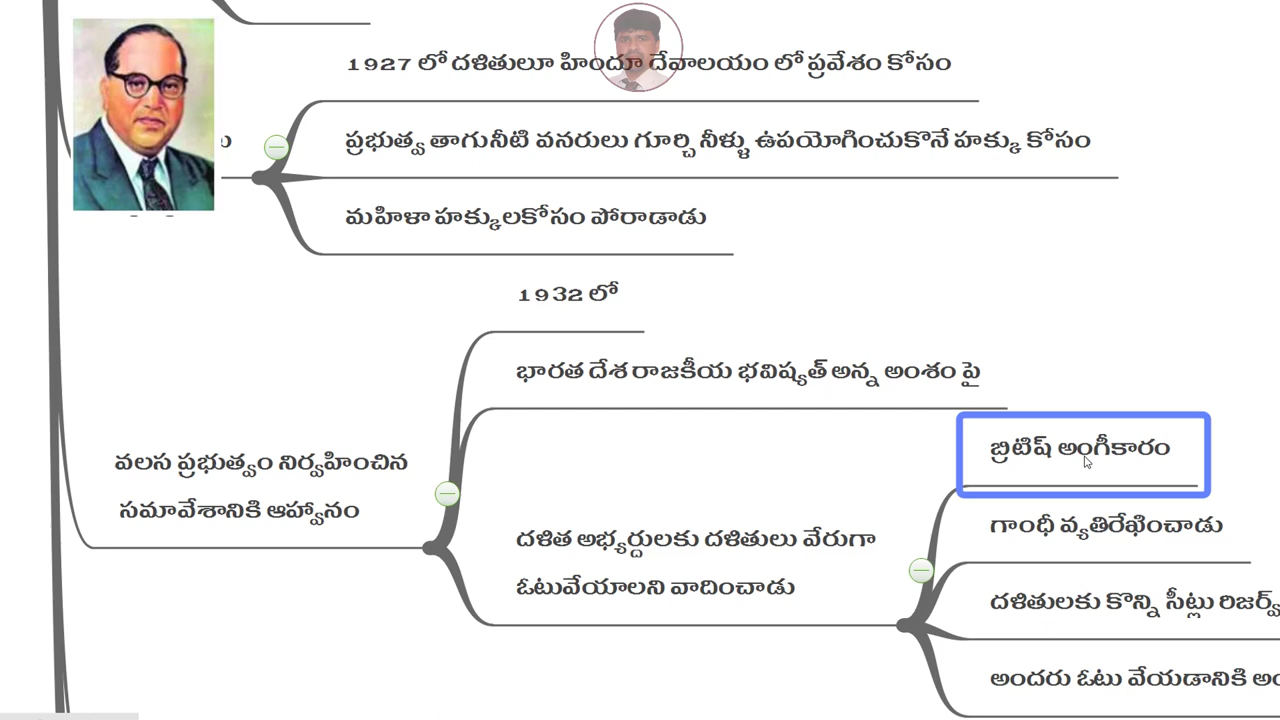 1927 లో దళితులూ హిందూ దేవాలయం లో ప్రవేశం కోసం
ప్రభుత్వ తాగునీటి వనరులు గూర్చి నీళ్ళు ఉపయోగించుకొనే హక్కు కోసం
మహిళా హక్కులకోసం పోరాడాడు
1932 లో
భారత దేశ రాజకీయ భవిష్యత్ అన్న అంశం పై
వలస ప్రభుత్వం నిర్వహించిన
సమావేశానికి ఆహ్వానం
దళిత అభ్యర్థులకు దళితులు వేరుగా
ఓటువేయాలని వాదించాడు
బ్రిటిష్ అంగీకారం
గాంధీ వ్యతిరేఖించాడు
దళితులకు కొన్ని సీట్లు
అందరు ఓటు వేయడానికి